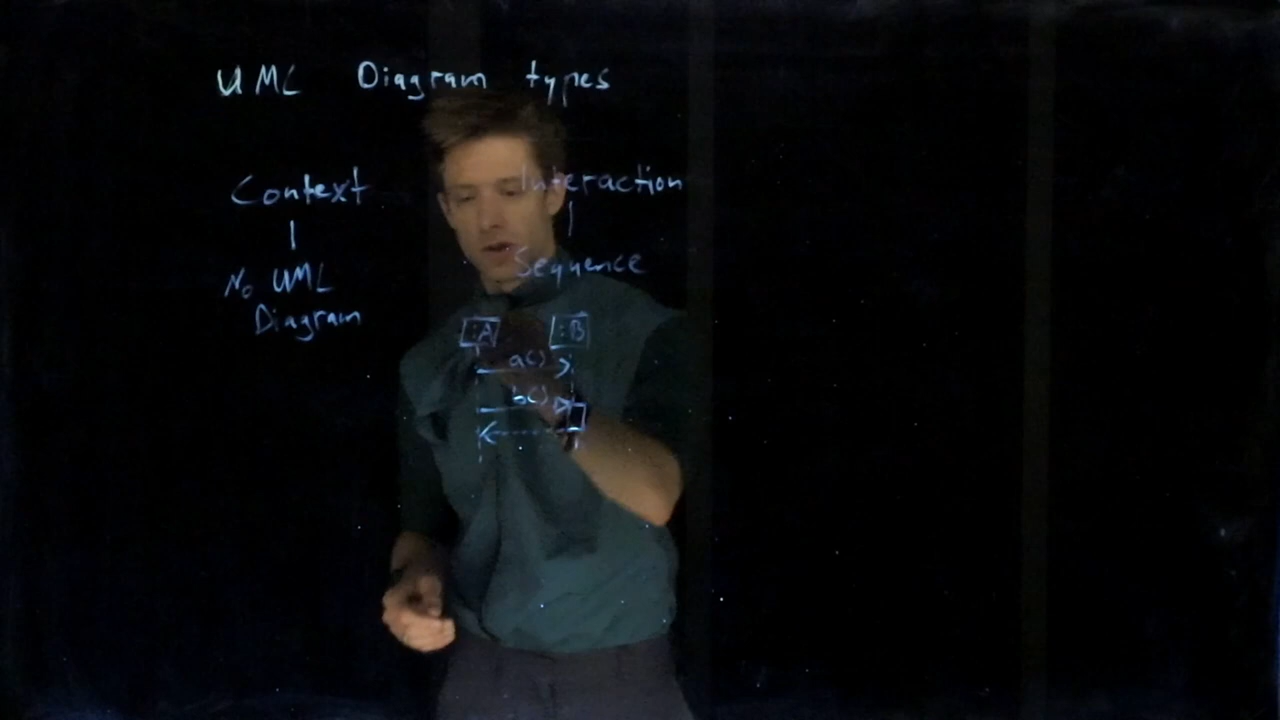 UML Diagram types
Context
Interaction
No UML
Diagram
Sequence
:A
:B
a()
b()